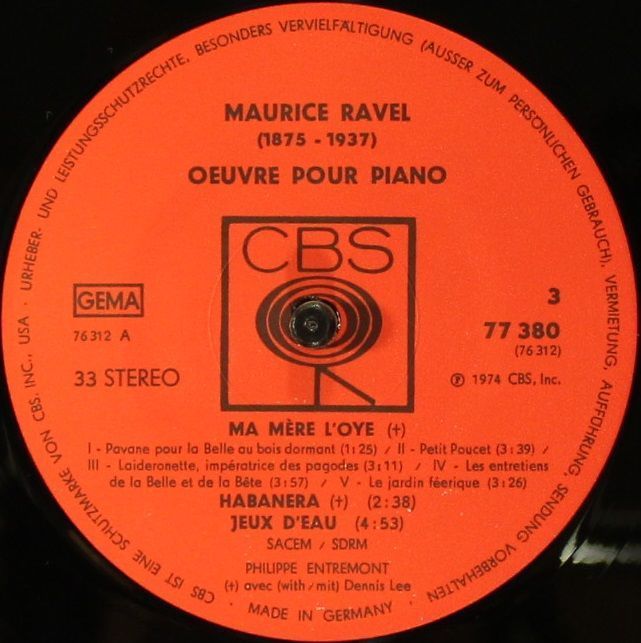 URHEBER- UND LEISTUNGSSCHUTZRECHTE, BESONDERS VERVIELFÄLTIGUNG (AUSSER ZUM PERSÖNLICHEN GEBRAUCH), VERMIETUNG, AUFFÜHRUNG, SENDUNG VORBEHALTEN
MAURICE RAVEL
(1875 - 1937)
OEUVRE POUR PIANO
CBS
GEMA
76312 A
33 STEREO
3
77 380
(76312)
℗ 1974 CBS, Inc.
MA MÈRE L'OYE (+)
I - Pavane pour la Belle au bois dormant (1:25) / II - Petit Poucet (3:39) /
III - Laideronette, impératrice des pagodes (3:11) / IV - Les entretiens
de la Belle et de la Bête (3:57) / V - Le jardin féerique (3:26)
HABANERA (+) (2:38)
JEUX D'EAU (4:53)
SACEM / SDRM
PHILIPPE ENTREMONT
(+) avec (with/mit) Dennis Lee
· MADE IN GERMANY ·
CBS IST EINE SCHUTZMARKE VON CBS. INC., USA ·